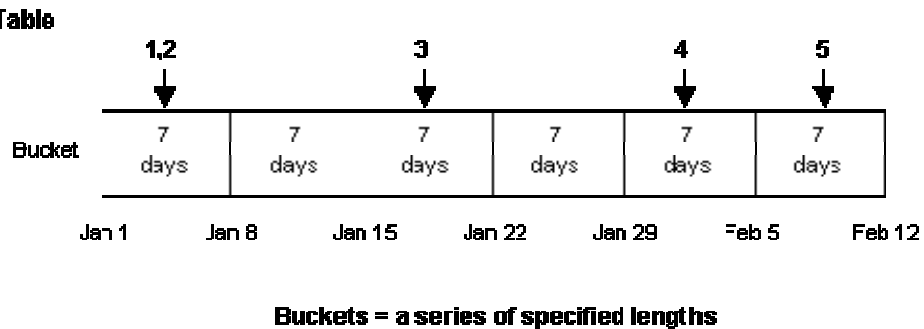 Table
1,2 3 4 5
Bucket
7 7 7 7 7 7
days days days days days days
Jan 1 Jan 8 Jan 15 Jan 22 Jan 29 Feb 5 Feb 12
Buckets = a series of specified lengths